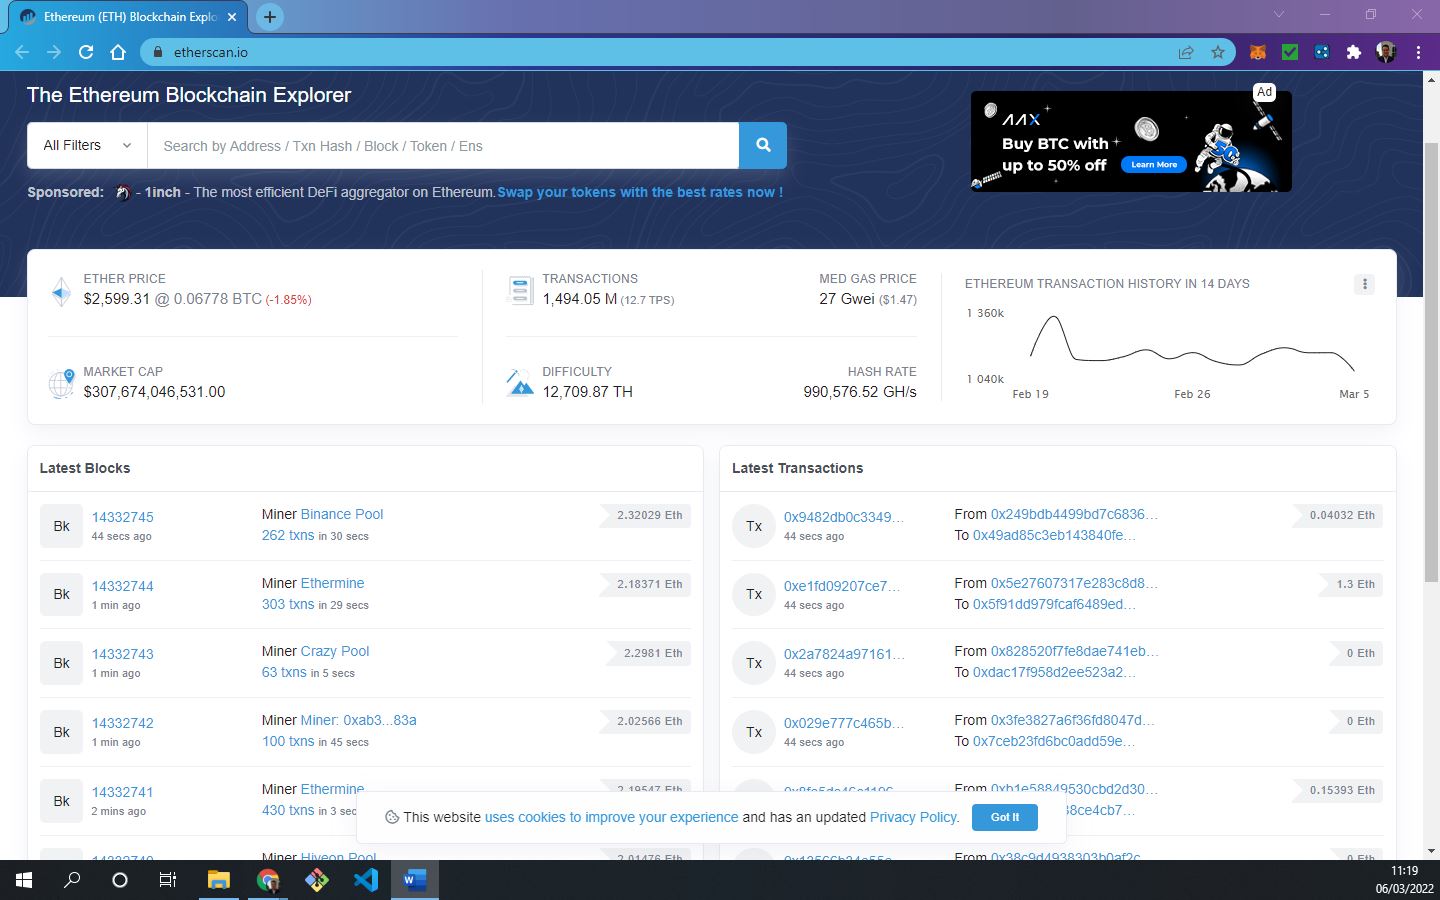 Ethereum (ETH) Blockchain Explo
etherscan.io
The Ethereum Blockchain Explorer
All Filters
Search by Address / Txn Hash / Block / Token / Ens
Sponsored: - 1inch - The most efficient DeFi aggregator on Ethereum. Swap your tokens with the best rates now !
Ad
AAX
Buy BTC with
up to 50% off
Learn More
ETHER PRICE
$2,599.31 @ 0.06778 BTC (-1.85%)
MARKET CAP
$307,674,046,531.00
TRANSACTIONS
1,494.05 M (12.7 TPS)
MED GAS PRICE
27 Gwei ($1.47)
DIFFICULTY
12,709.87 TH
HASH RATE
990,576.52 GH/s
ETHEREUM TRANSACTION HISTORY IN 14 DAYS
1 360k
1 040k
Feb 19
Feb 26
Mar 5
Latest Blocks
Bk
14332745
44 secs ago
Miner Binance Pool
262 txns in 30 secs
2.32029 Eth
Bk
14332744
1 min ago
Miner Ethermine
303 txns in 29 secs
2.18371 Eth
Bk
14332743
1 min ago
Miner Crazy Pool
63 txns in 5 secs
2.2981 Eth
Bk
14332742
1 min ago
Miner Miner: 0xab3...83a
100 txns in 45 secs
2.02566 Eth
Bk
14332741
2 mins ago
Miner Ethermine
430 txns in 3 sec
2.19547 Eth
14332740
Miner Hiveon Pool
2.01476 Eth
Latest Transactions
Tx
0x9482db0c3349...
44 secs ago
From 0x249bdb4499bd7c6836...
To 0x49ad85c3eb143840fe...
0.04032 Eth
Tx
0xe1fd09207ce7...
44 secs ago
From 0x5e27607317e283c8d8...
To 0x5f91dd979fcaf6489ed...
1.3 Eth
Tx
0x2a7824a97161...
44 secs ago
From 0x828520f7fe8dae741eb...
To 0xdac17f958d2ee523a2...
0 Eth
Tx
0x029e777c465b...
44 secs ago
From 0x3fe3827a6f36fd8047d...
To 0x7ceb23fd6bc0add59e...
0 Eth
From 0xb1e58849530cbd2d30...
8ce4cb7...
0.15393 Eth
From 0x38c9d4938303b0af2c
0 Eth
This website uses cookies to improve your experience and has an updated Privacy Policy.
Got It
11:19
06/03/2022